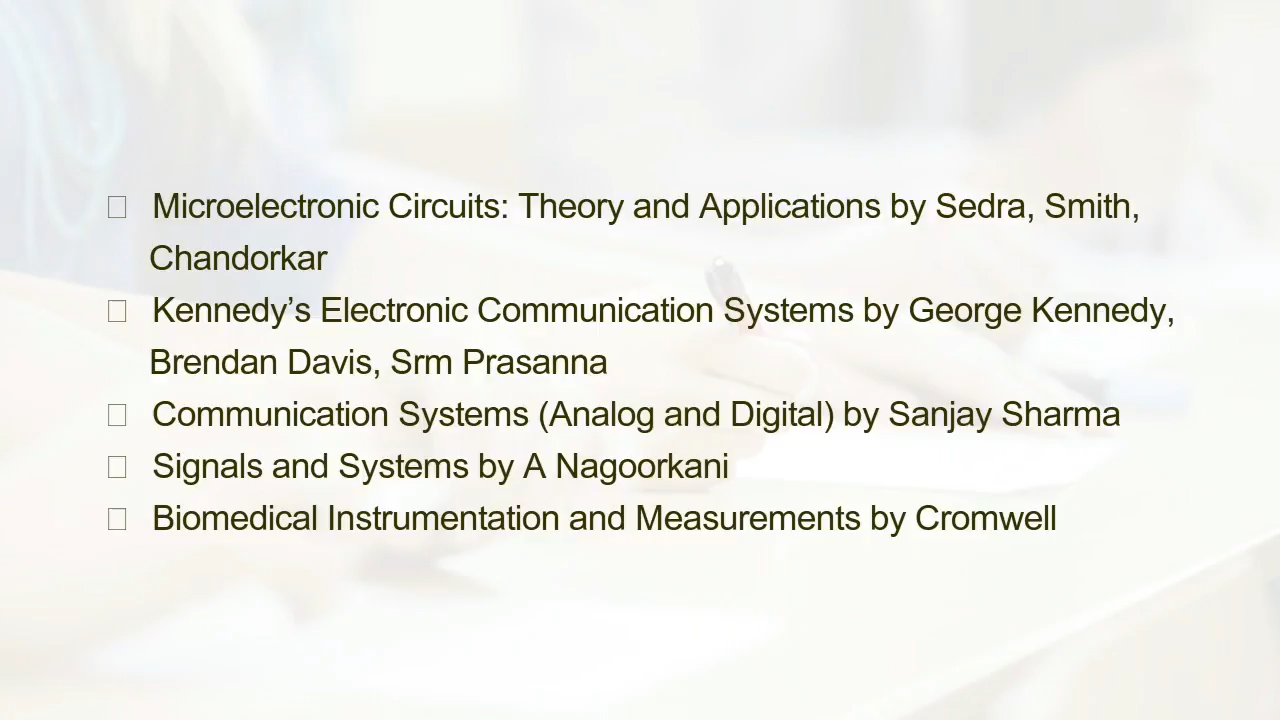 □ Microelectronic Circuits: Theory and Applications by Sedra, Smith,
Chandorkar
□ Kennedy’s Electronic Communication Systems by George Kennedy,
Brendan Davis, Srm Prasanna
□ Communication Systems (Analog and Digital) by Sanjay Sharma
□ Signals and Systems by A Nagoorkani
□ Biomedical Instrumentation and Measurements by Cromwell